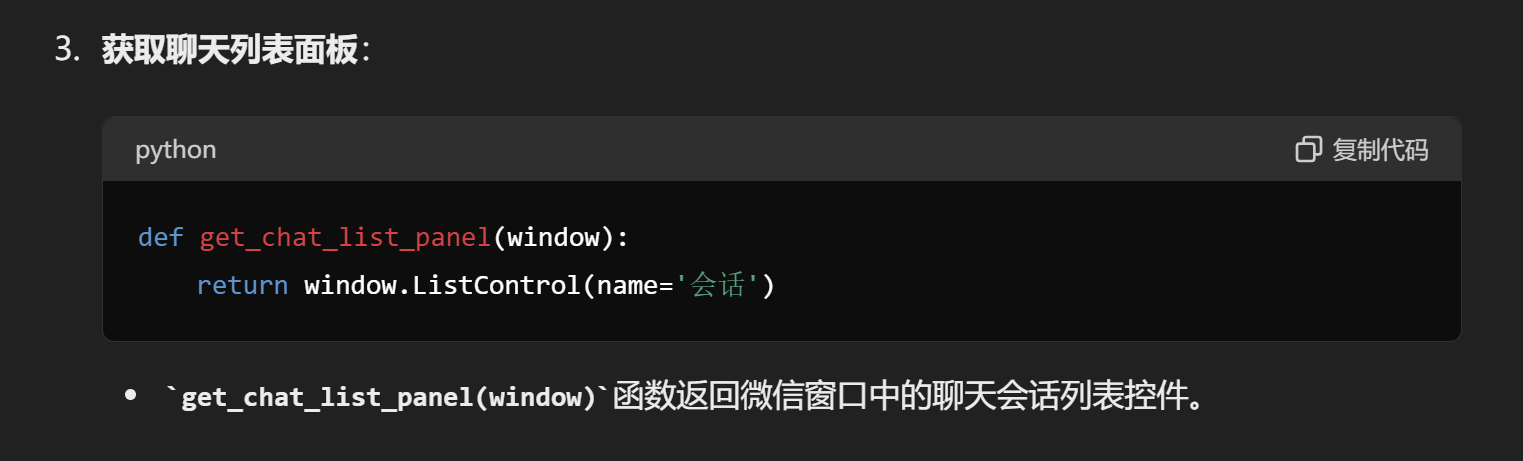 3. 获取聊天列表面板：
python
复制代码
def get_chat_list_panel(window):
    return window.ListControl(name='会话')
• `get_chat_list_panel(window)`函数返回微信窗口中的聊天会话列表控件。